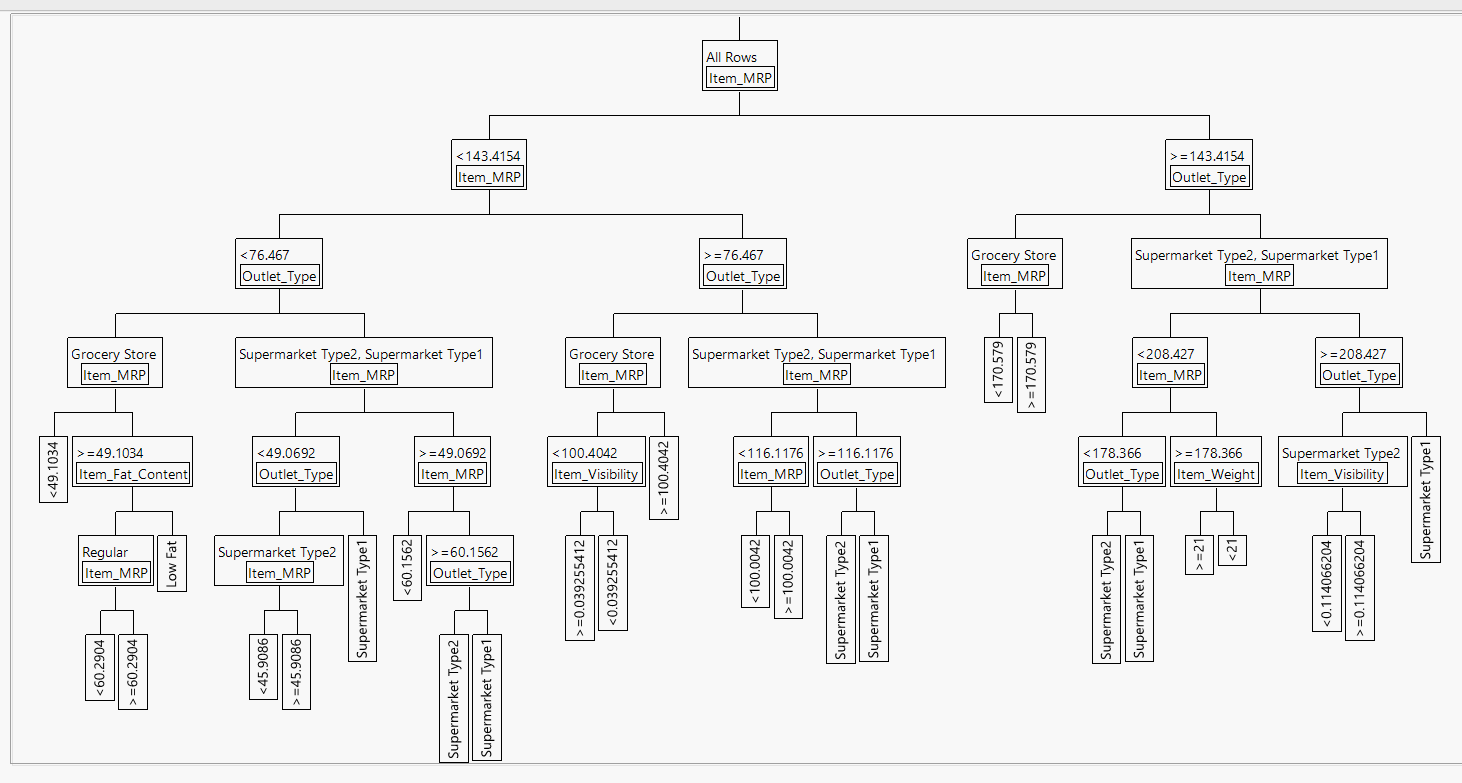 All Rows
Item_MRP
<143.4154
Item_MRP
>=143.4154
Outlet_Type
<76.467
Outlet_Type
>=76.467
Outlet_Type
Grocery Store
Item_MRP
Supermarket Type2, Supermarket Type1
Item_MRP
Grocery Store
Item_MRP
Supermarket Type2, Supermarket Type1
Item_MRP
Grocery Store
Item_MRP
Supermarket Type2, Supermarket Type1
Item_MRP
<170.579
>=170.579
<208.427
Item_MRP
>=208.427
Outlet_Type
<49.1034
>=49.1034
Item_Fat_Content
<49.0692
Outlet_Type
>=49.0692
Item_MRP
<100.4042
Item_Visibility
>=100.4042
<116.1176
Item_MRP
>=116.1176
Outlet_Type
<178.366
Outlet_Type
>=178.366
Item_Weight
Supermarket Type2
Item_Visibility
Supermarket Type1
Regular
Item_MRP
Low Fat
Supermarket Type2
Item_MRP
Supermarket Type1
<60.1562
>=60.1562
Outlet_Type
>=0.039255412
<0.039255412
<100.0042
>=100.0042
Supermarket Type2
Supermarket Type1
Supermarket Type2
Supermarket Type1
>=21
<21
<0.114066204
>=0.114066204
<60.2904
>=60.2904
<45.9086
>=45.9086
Supermarket Type2
Supermarket Type1